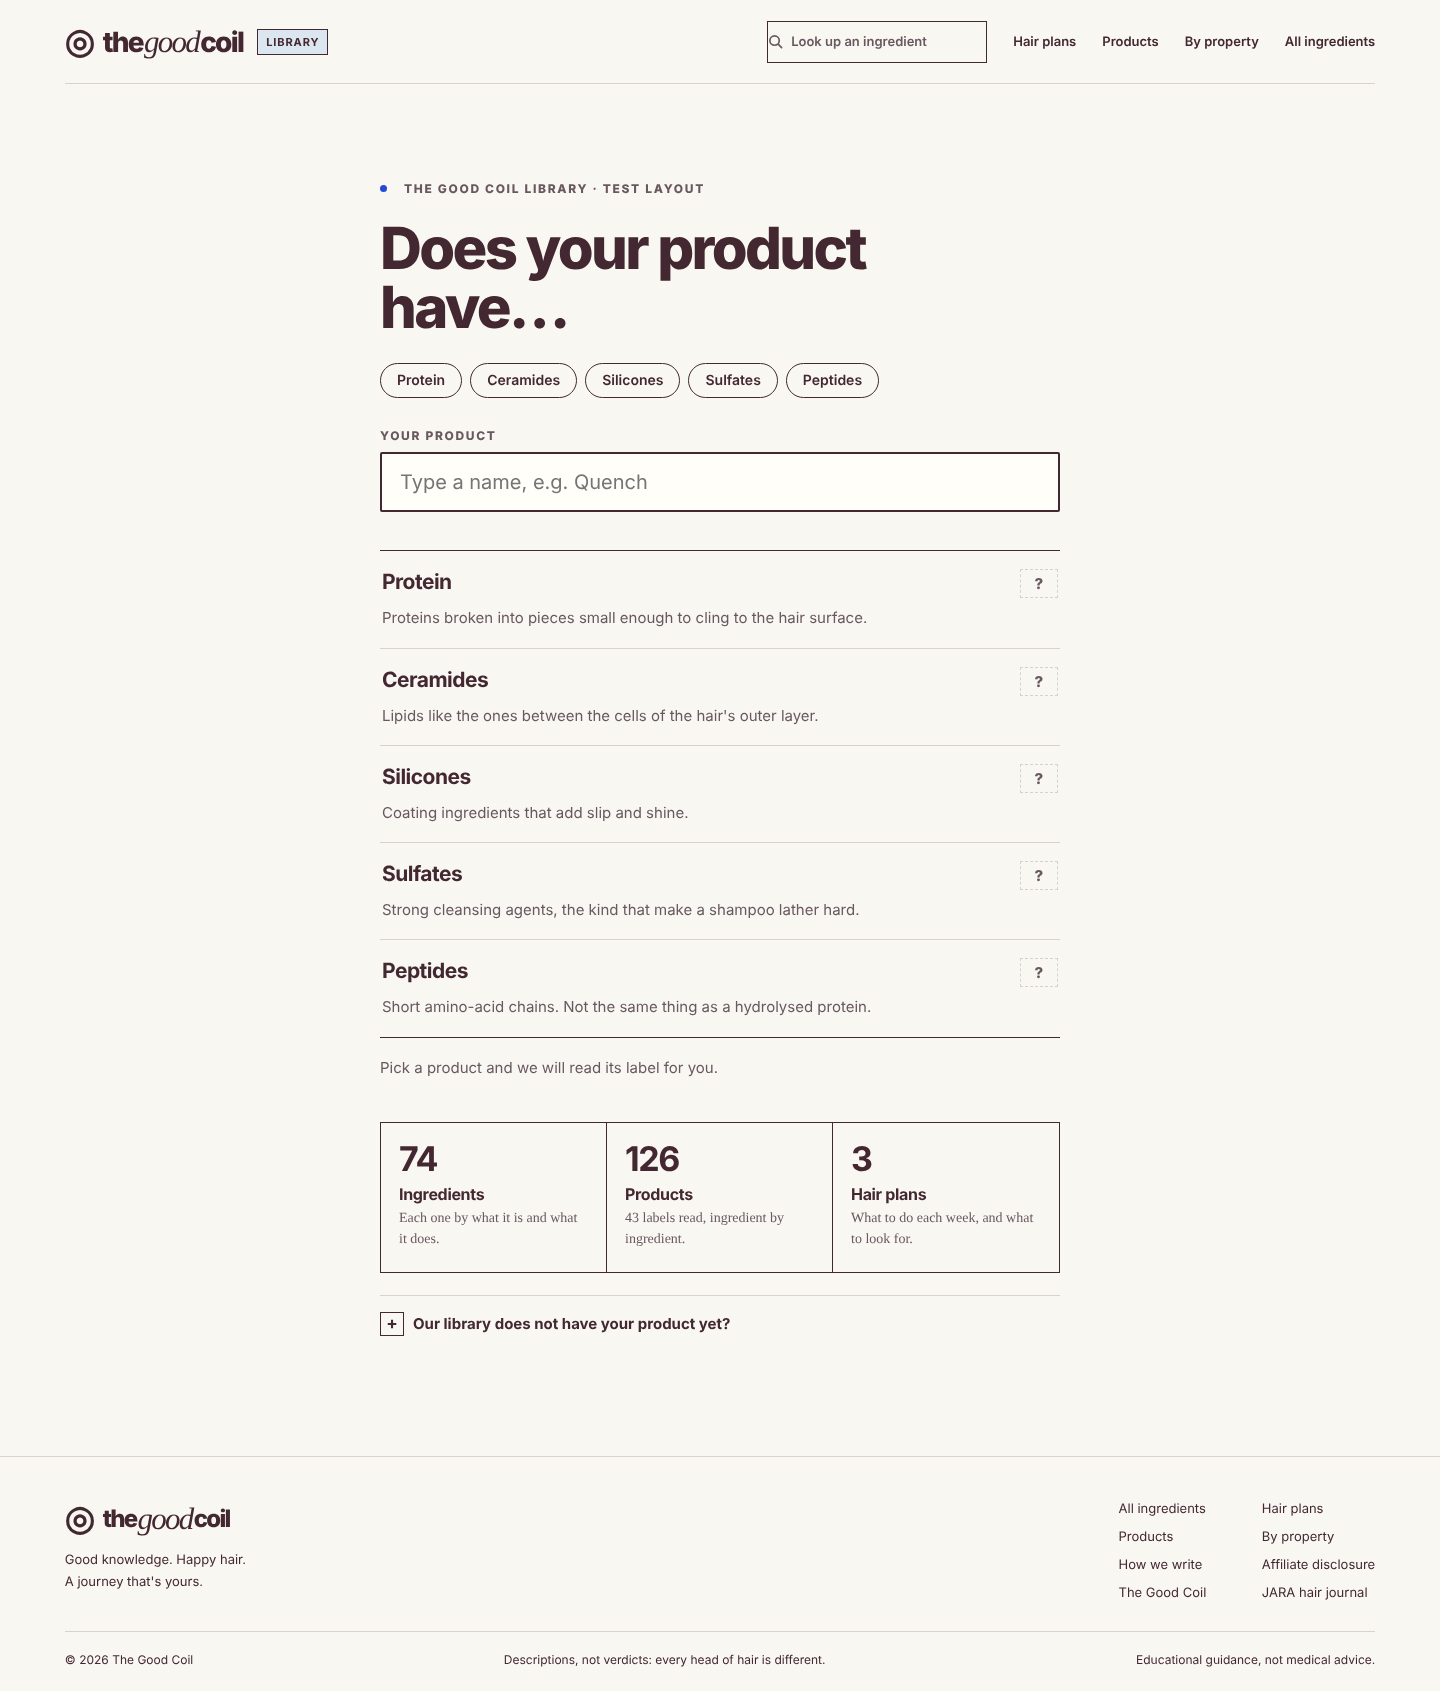 thegoodcoil LIBRARY
Look up an ingredient
Hair plans Products By property All ingredients
THE GOOD COIL LIBRARY · TEST LAYOUT
Does your product
have…
Protein Ceramides Silicones Sulfates Peptides
YOUR PRODUCT
Type a name, e.g. Quench
Protein ?
Proteins broken into pieces small enough to cling to the hair surface.
Ceramides ?
Lipids like the ones between the cells of the hair's outer layer.
Silicones ?
Coating ingredients that add slip and shine.
Sulfates ?
Strong cleansing agents, the kind that make a shampoo lather hard.
Peptides ?
Short amino-acid chains. Not the same thing as a hydrolysed protein.
Pick a product and we will read its label for you.
74
Ingredients
Each one by what it is and what
it does.
126
Products
43 labels read, ingredient by
ingredient.
3
Hair plans
What to do each week, and what
to look for.
+ Our library does not have your product yet?
thegoodcoil
Good knowledge. Happy hair.
A journey that's yours.
All ingredients
Products
How we write
The Good Coil
Hair plans
By property
Affiliate disclosure
JARA hair journal
© 2026 The Good Coil
Descriptions, not verdicts: every head of hair is different.
Educational guidance, not medical advice.